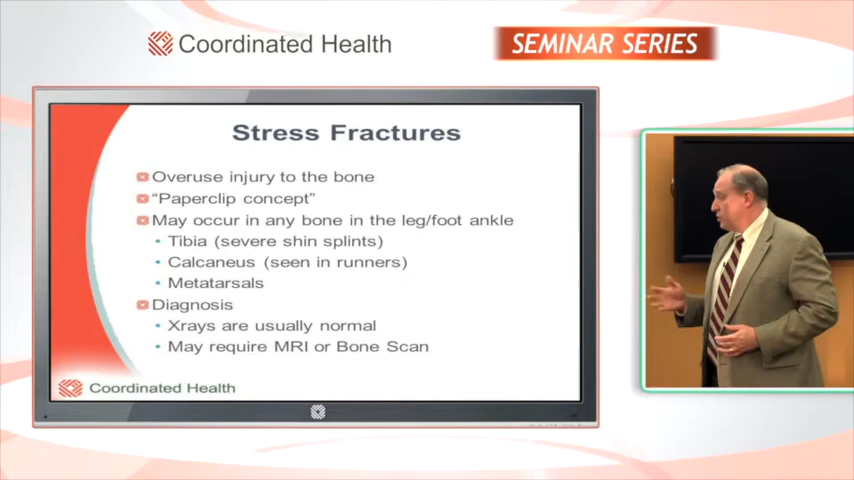 Coordinated Health
SEMINAR SERIES
Stress Fractures
Overuse injury to the bone
"Paperclip concept"
May occur in any bone in the leg/foot ankle
Tibia (severe shin splints)
Calcaneus (seen in runners)
Metatarsals
Diagnosis
Xrays are usually normal
May require MRI or Bone Scan
Coordinated Health